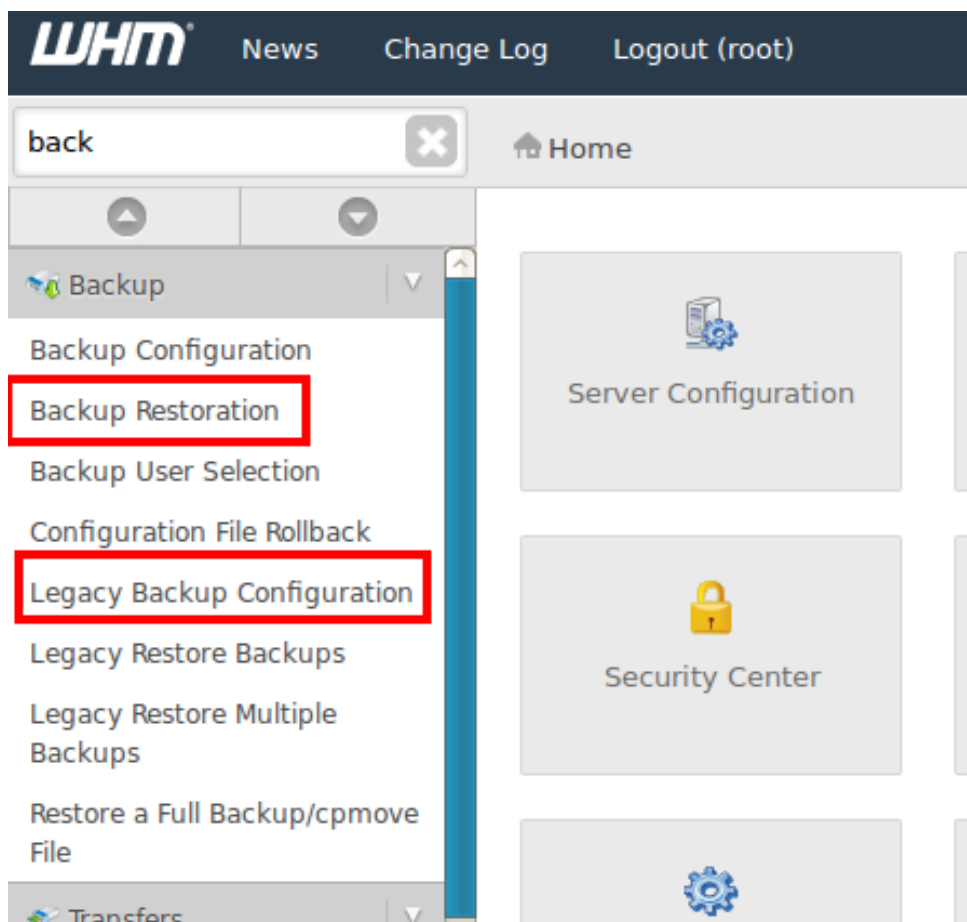 WHM News Change Log Logout (root)
back
Home
Backup
Backup Configuration
Backup Restoration
Backup User Selection
Configuration File Rollback
Legacy Backup Configuration
Legacy Restore Backups
Legacy Restore Multiple
Backups
Restore a Full Backup/cpmove
File
Transfers
Server Configuration
Security Center